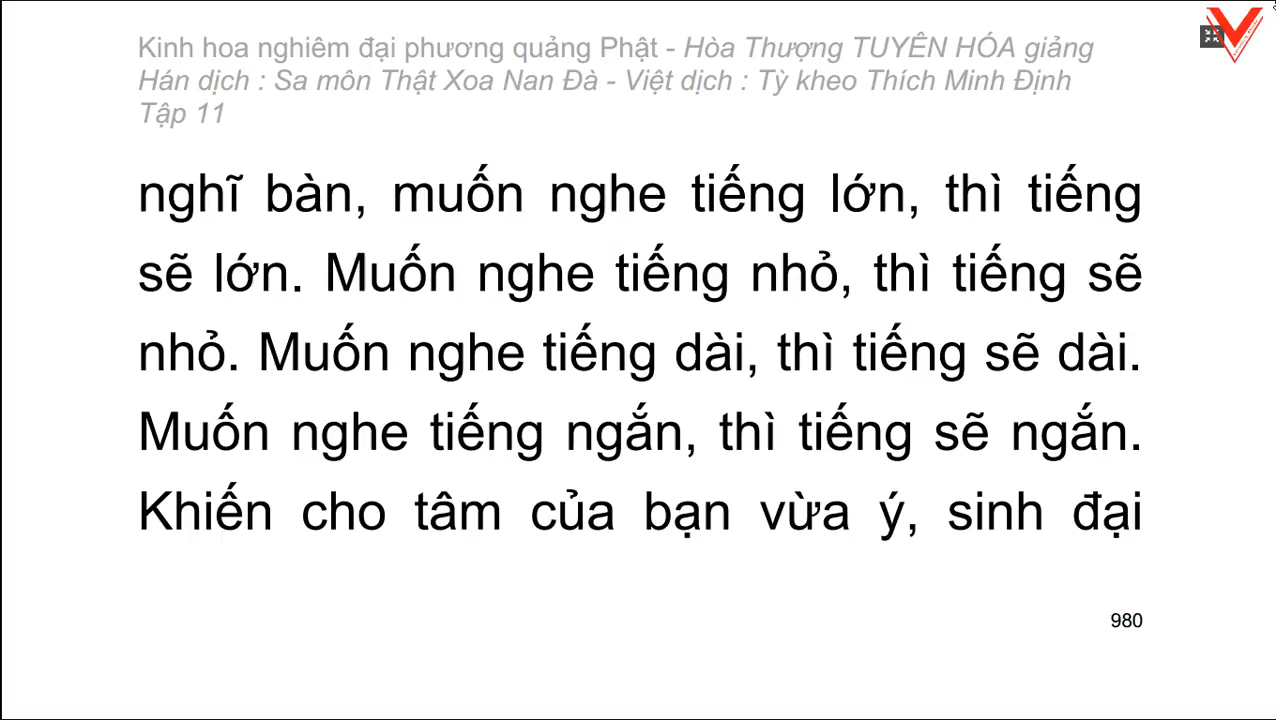 Kinh hoa nghiêm đại phương quảng Phật - Hòa Thượng TUYÊN HÓA giảng
Hán dịch : Sa môn Thật Xoa Nan Đà - Việt dịch : Tỳ kheo Thích Minh Định
Tập 11
nghĩ bàn, muốn nghe tiếng lớn, thì tiếng
sẽ lớn. Muốn nghe tiếng nhỏ, thì tiếng sẽ
nhỏ. Muốn nghe tiếng dài, thì tiếng sẽ dài.
Muốn nghe tiếng ngắn, thì tiếng sẽ ngắn.
Khiến cho tâm của bạn vừa ý, sinh đại
980